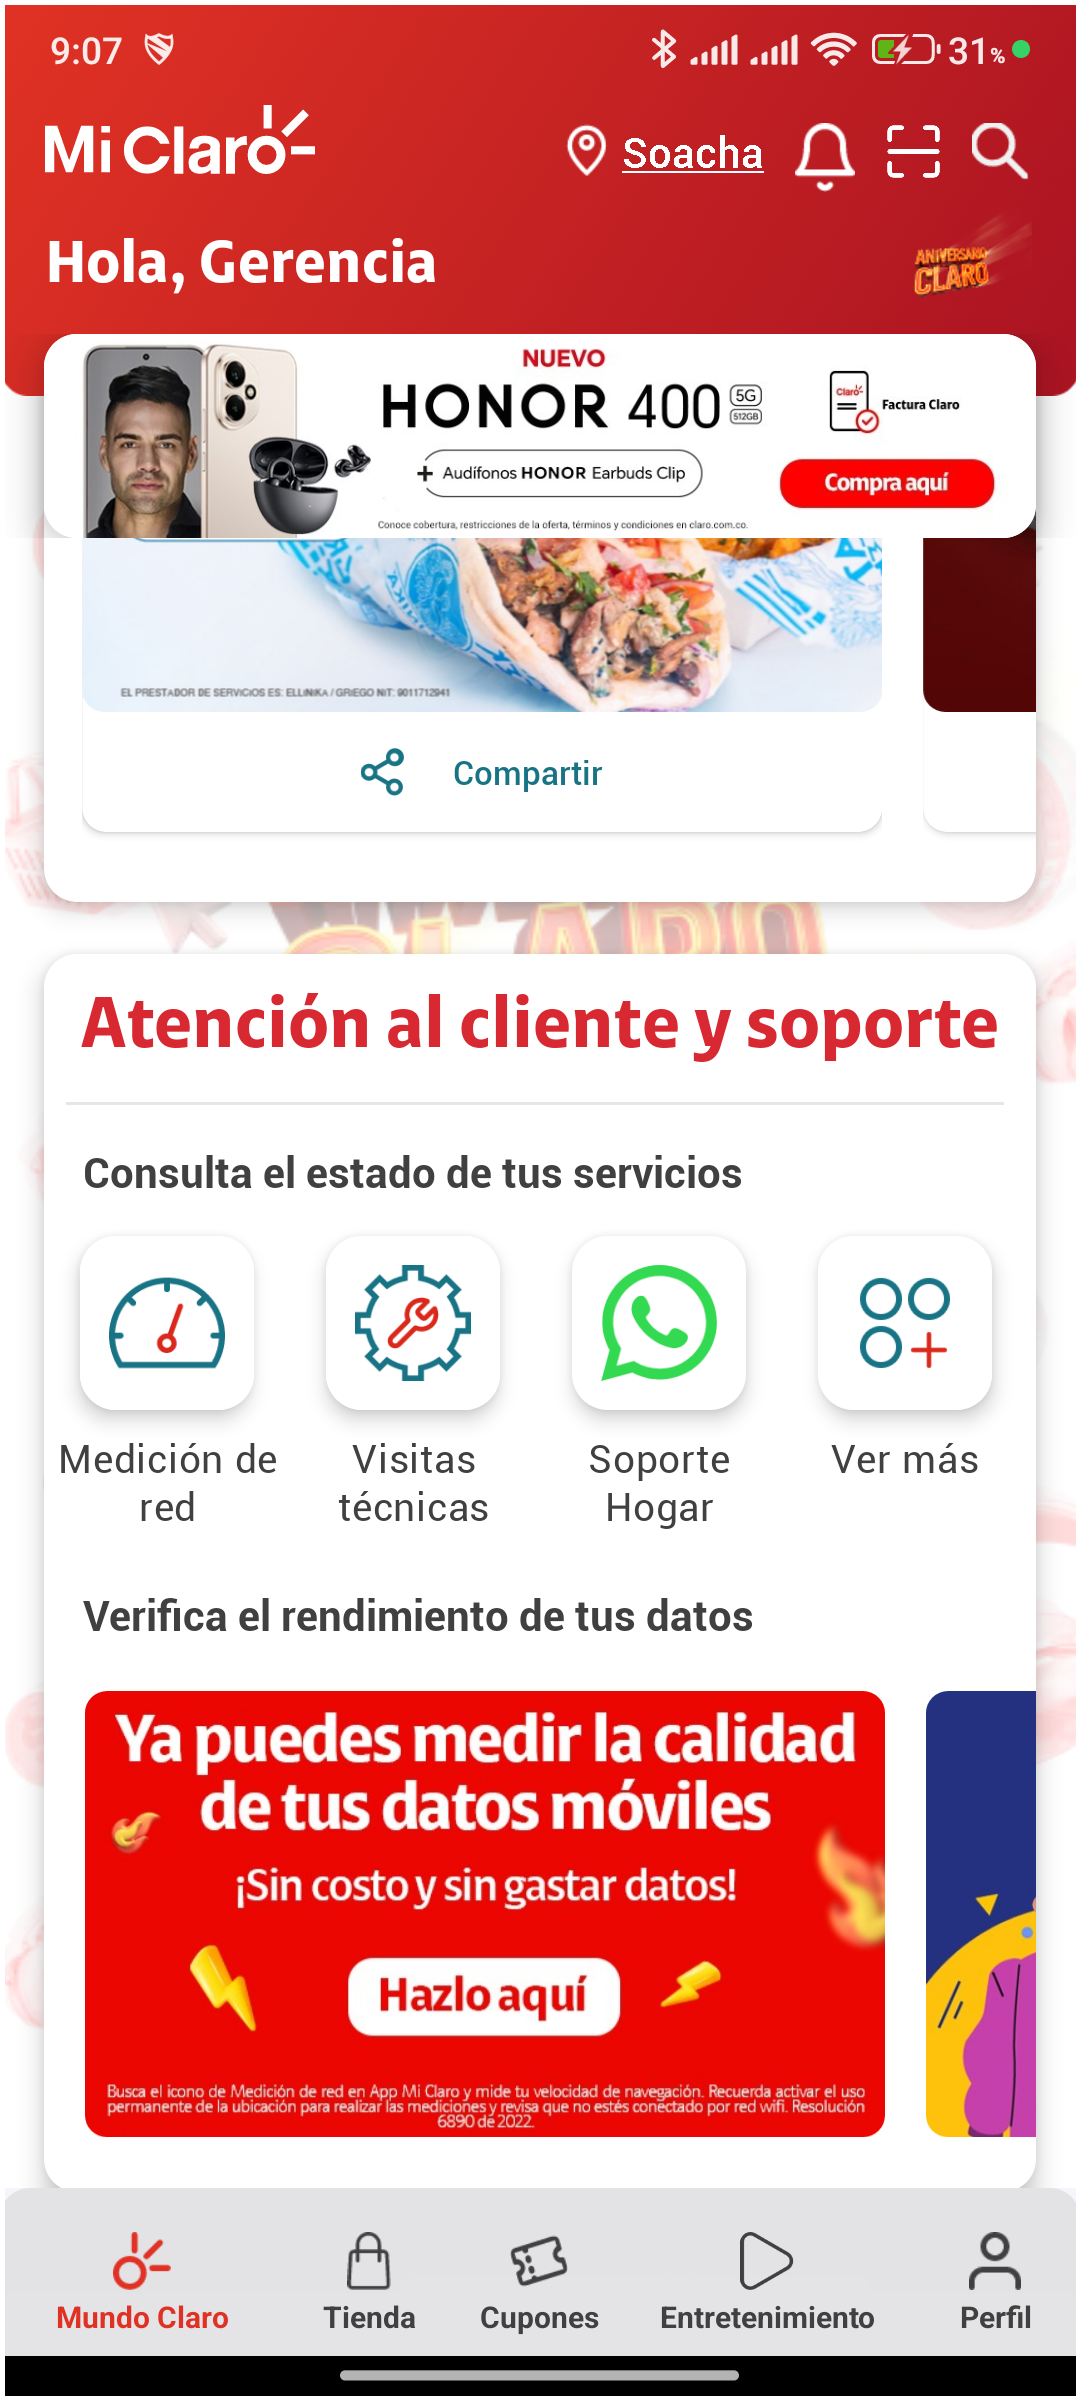 9:07
31%
Mi Claro
Soacha
Hola, Gerencia
ANIVERSARIO
CLARO
NUEVO
HONOR 400 5G
512GB
+ Audífonos HONOR Earbuds Clip
Conoce cobertura, restricciones de la oferta, términos y condiciones en claro.com.co.
Claro
Factura Claro
Compra aquí
EL PRESTADOR DE SERVICIOS ES: ELLINIKA / GRIEGO NIT: 9011712941
Compartir
CLARO
Atención al cliente y soporte
Consulta el estado de tus servicios
Medición de
red
Visitas
técnicas
Soporte
Hogar
Ver más
Verifica el rendimiento de tus datos
Ya puedes medir la calidad
de tus datos móviles
¡Sin costo y sin gastar datos!
Hazlo aquí
Busca el icono de Medición de red en App Mi Claro y mide tu velocidad de navegación. Recuerda activar el uso
permanente de la ubicación para realizar las mediciones y revisa que no estés conectado por red wifi. Resolución
6890 de 2022.
Mundo Claro
Tienda
Cupones
Entretenimiento
Perfil